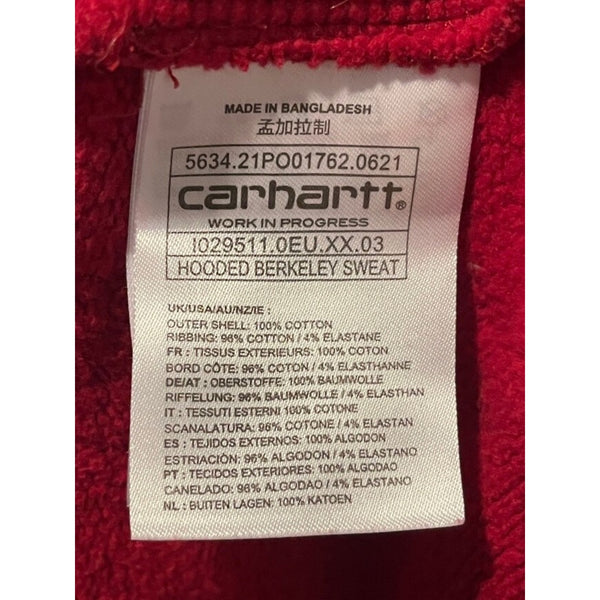 MADE IN BANGLADESH
孟加拉制
5634.21PO01762.0621
carhartt®
WORK IN PROGRESS
I029511.0EU.XX.03
HOODED BERKELEY SWEAT
UK/USA/AU/NZ/IE :
OUTER SHELL: 100% COTTON
RIBBING: 96% COTTON / 4% ELASTANE
FR : TISSUS EXTERIEURS: 100% COTON
BORD CÔTE: 96% COTON / 4% ELASTHANNE
DE/AT : OBERSTOFFE: 100% BAUMWOLLE
RIFFELUNG: 96% BAUMWOLLE / 4% ELASTHAN
IT : TESSUTI ESTERNI 100% COTONE
SCANALATURA: 96% COTONE / 4% ELASTAN
ES : TEJIDOS EXTERNOS: 100% ALGODON
ESTRIACIÓN: 96% ALGODON / 4% ELASTANO
PT : TECIDOS EXTERIORES: 100% ALGODAO
CANELADO: 96% ALGODAO / 4% ELASTANO
NL : BUITEN LAGEN: 100% KATOEN